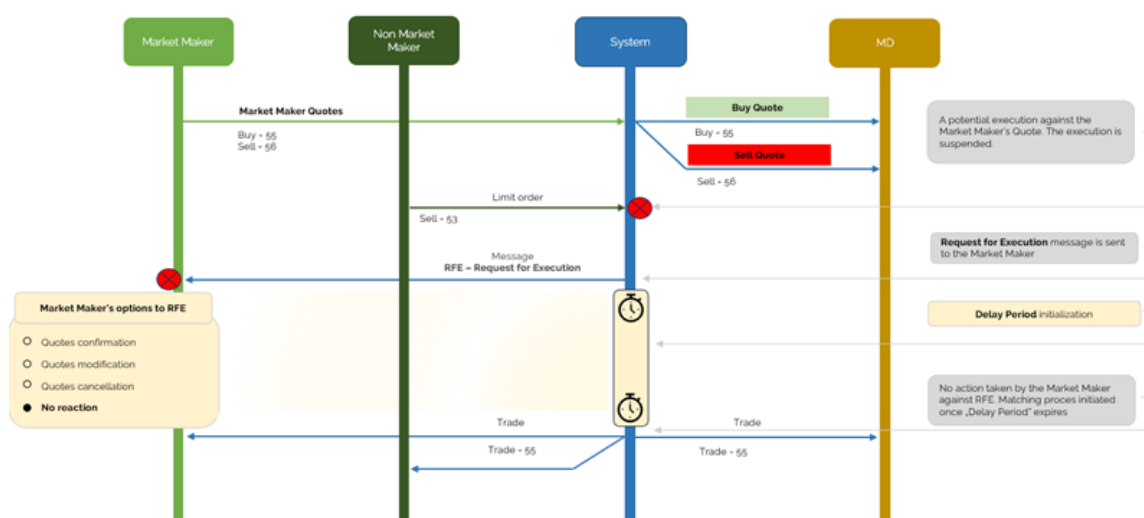 Market Maker
Non Market
Maker
System
MD
Market Maker Quotes
Buy - 55
Sell - 56
Buy Quote
Buy - 55
Sell Quote
Sell - 56
A potential execution against the
Market Maker's Quote. The execution is
suspended.
Limit order
Sell - 53
Message
RFE – Request for Execution
Request for Execution message is sent
to the Market Maker
Market Maker's options to RFE
Quotes confirmation
Quotes modification
Quotes cancellation
No reaction
Delay Period initialization
No action taken by the Market Maker
against RFE. Matching proces initiated
once „Delay Period” expires
Trade
Trade - 55
Trade
Trade - 55